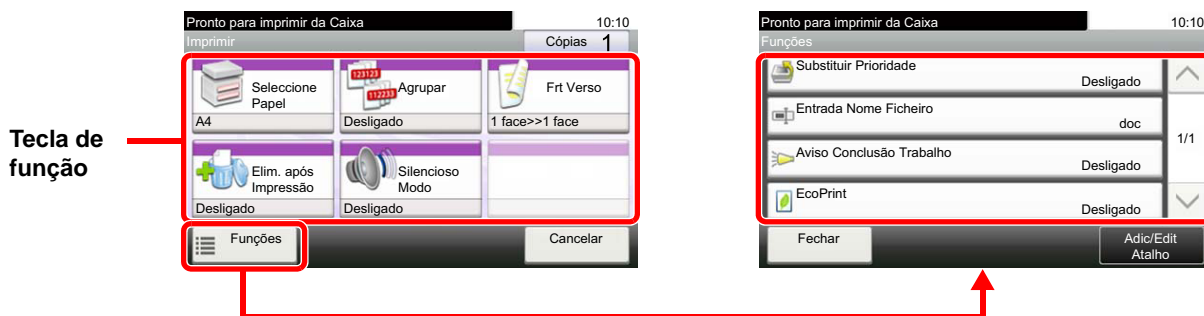 Tecla de
função
Pronto para imprimir da Caixa
10:10
Imprimir
Cópias 1
Seleccione
Papel
A4
123123
112233
Agrupar
Desligado
Frt Verso
1 face>>1 face
Elim. após
Impressão
Desligado
Silencioso
Modo
Desligado
Funções
Cancelar
Pronto para imprimir da Caixa
10:10
Funções
Substituir Prioridade
Desligado
Entrada Nome Ficheiro
doc
1/1
Aviso Conclusão Trabalho
Desligado
EcoPrint
Desligado
Fechar
Adic/Edit
Atalho